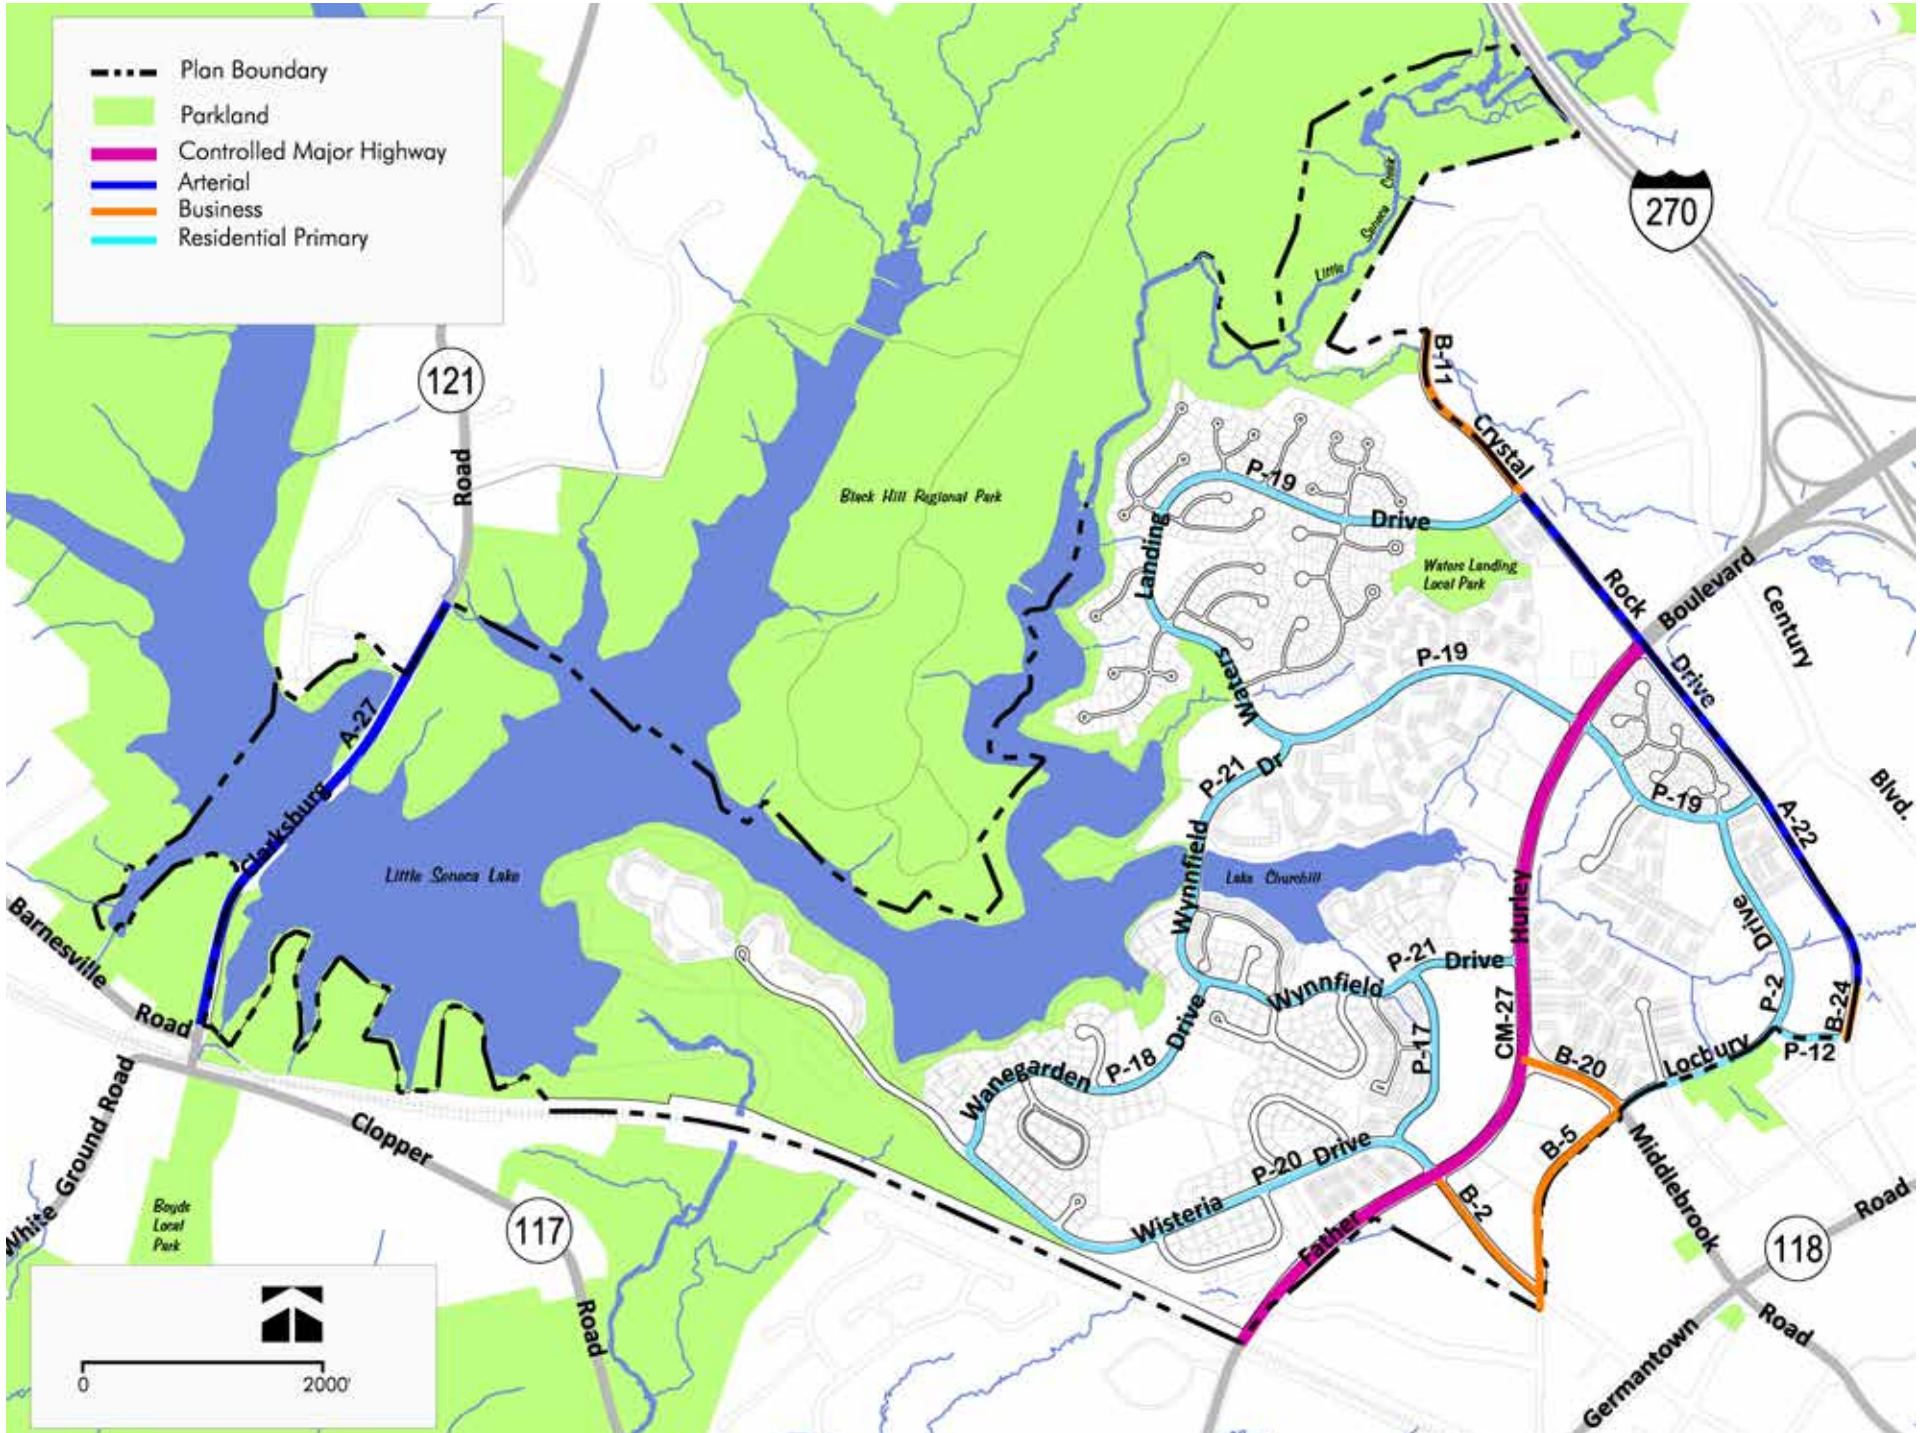 Plan Boundary
Parkland
Controlled Major Highway
Arterial
Business
Residential Primary
270
Little
Seneca
Creek
121
Road
B-11
Crystal
Black Hill Regional Park
P-19
Drive
Landing
Waters Landing
Local Park
Rock
Boulevard
Century
Drive
Waters
P-19
A-27
Clarksburg
P-21
Dr
P-19
A-22
Blvd.
Little Seneca Lake
Wynnfield
Lake Churchill
Hurley
Drive
Barnesville
Road
P-21
Drive
Wynnfield
P-2
B-24
Drive
CM-27
P-17
P-18
Wanegarden
B-20
Locbury
P-12
White Ground Road
Clopper
B-5
Middlebrook
P-20 Drive
Wisteria
B-2
Boyds
Local
Park
117
Road
Father
118
Road
Germantown
Road
0
2000'